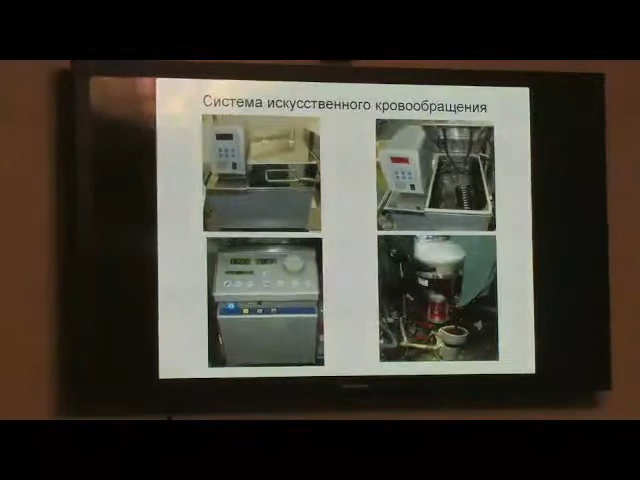 Система искусственного кровообращения